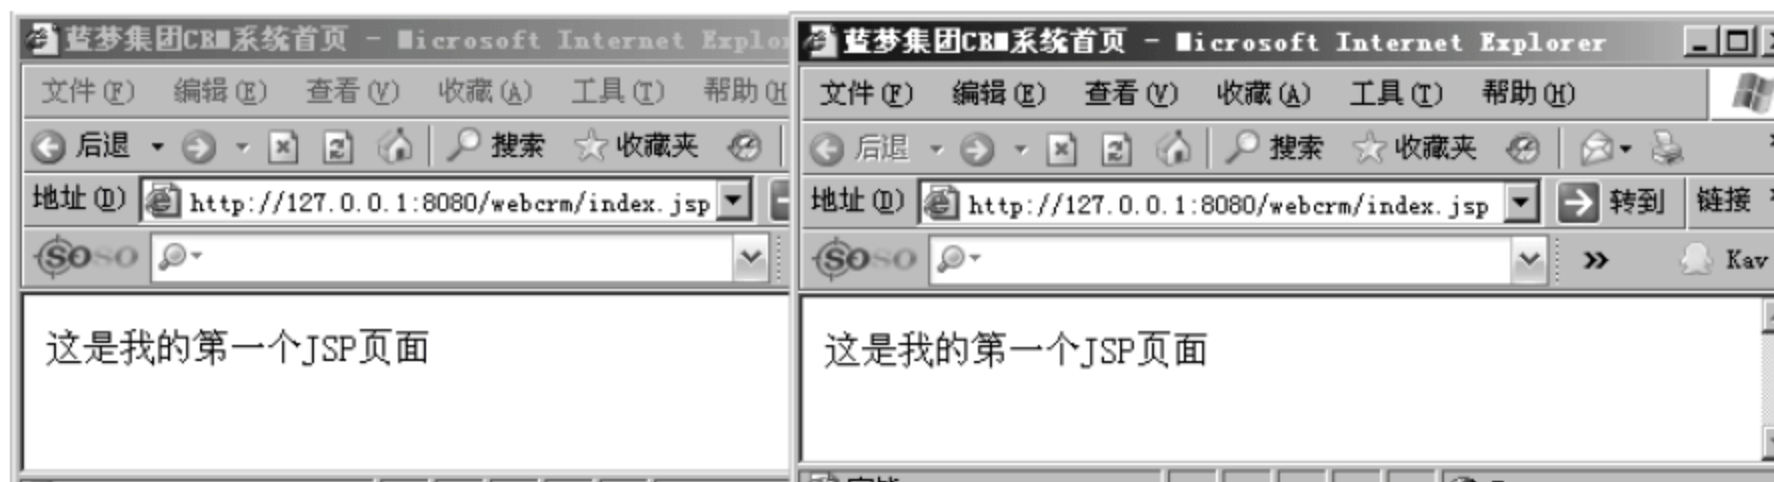 蓝梦集团CRM系统首页 - Microsoft Internet Explo
文件(F) 编辑(E) 查看(V) 收藏(A) 工具(T) 帮助(H
后退 搜索 收藏夹
地址(D) http://127.0.0.1:8080/webcrm/index.jsp
SOSO
这是我的第一个JSP页面
蓝梦集团CRM系统首页 - Microsoft Internet Explorer
文件(F) 编辑(E) 查看(V) 收藏(A) 工具(T) 帮助(H)
后退 搜索 收藏夹
地址(D) http://127.0.0.1:8080/webcrm/index.jsp 转到 链接
SOSO » Kav
这是我的第一个JSP页面